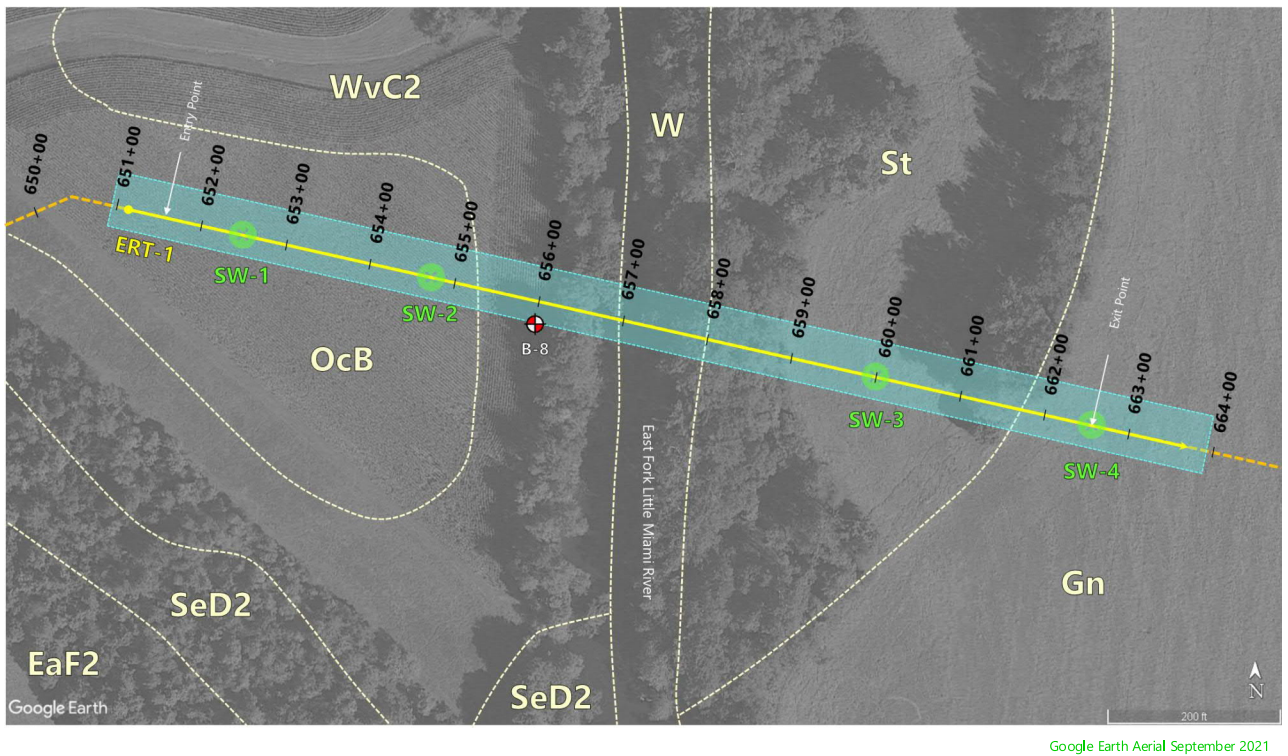 WvC2
W
St
Entry Point
650+00
651+00
652+00
653+00
654+00
655+00
656+00
657+00
658+00
659+00
660+00
661+00
662+00
663+00
664+00
ERT-1
SW-1
SW-2
B-8
OcB
SW-3
Exit Point
SW-4
East Fork Little Miami River
Gn
SeD2
EaF2
SeD2
N
Google Earth
200 ft
Google Earth Aerial September 2021